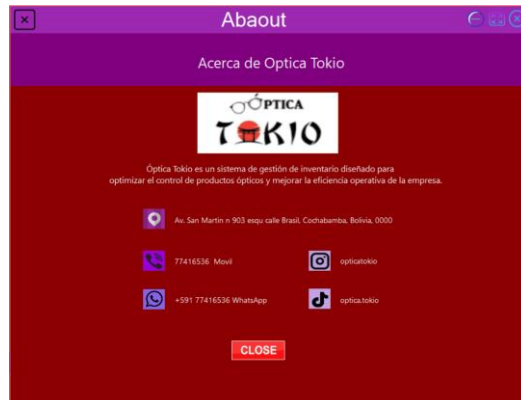 Abaout
Acerca de Optica Tokio
ÓPTICA
TOKIO
Óptica Tokio es un sistema de gestión de inventario diseñado para
optimizar el control de productos ópticos y mejorar la eficiencia operativa de la empresa.
Av. San Martin n 903 esqu calle Brasil, Cochabamba, Bolivia, 0000
77416536 Movil
opticatokio
+591 77416536 WhatsApp
optica.tokio
CLOSE